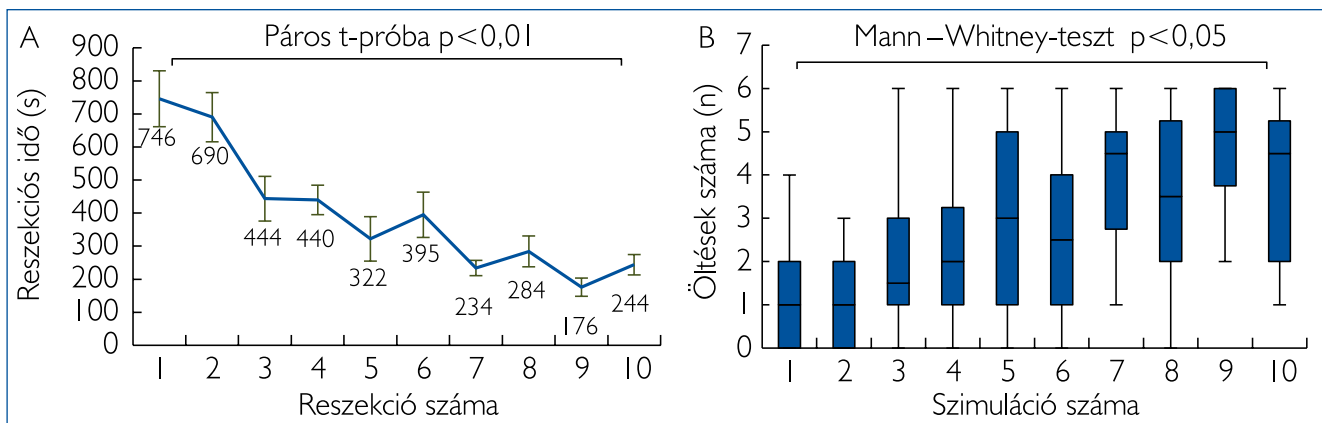 A
Páros t-próba p<0,01
Reszekciós idő (s)
900
800
700
600
500
400
300
200
100
0
746
690
444
440
322
395
234
284
176
244
1 2 3 4 5 6 7 8 9 10
Reszekció száma
B
Mann–Whitney-teszt p<0,05
Öltések száma (n)
7
6
5
4
3
2
1
0
1 2 3 4 5 6 7 8 9 10
Szimuláció száma